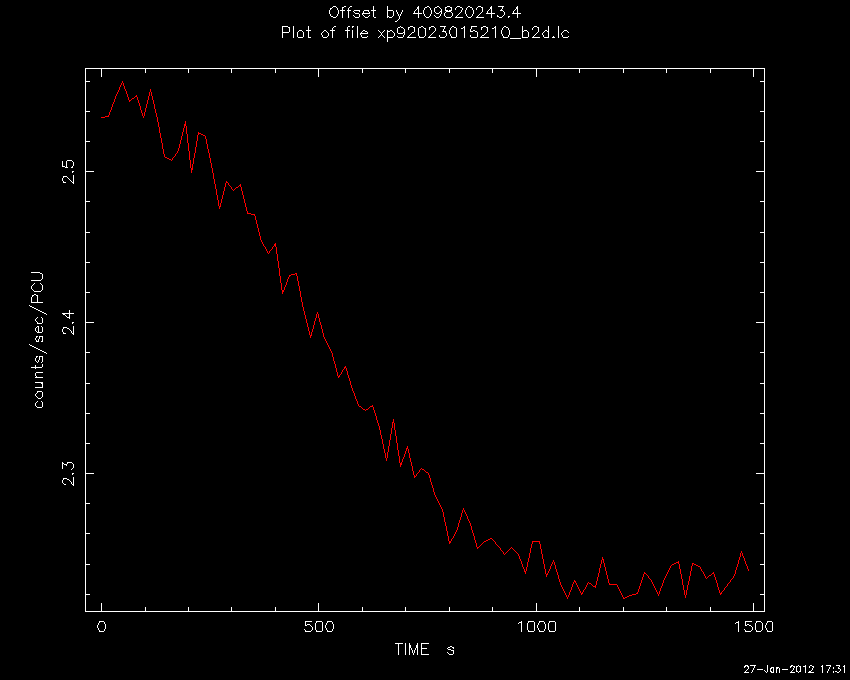 Offset by 409820243.4
Plot of file xp92023015210_b2d.lc
counts/sec/PCU
2.5
2.4
2.3
0 500 1000 1500
TIME s
27-Jan-2012 17:31